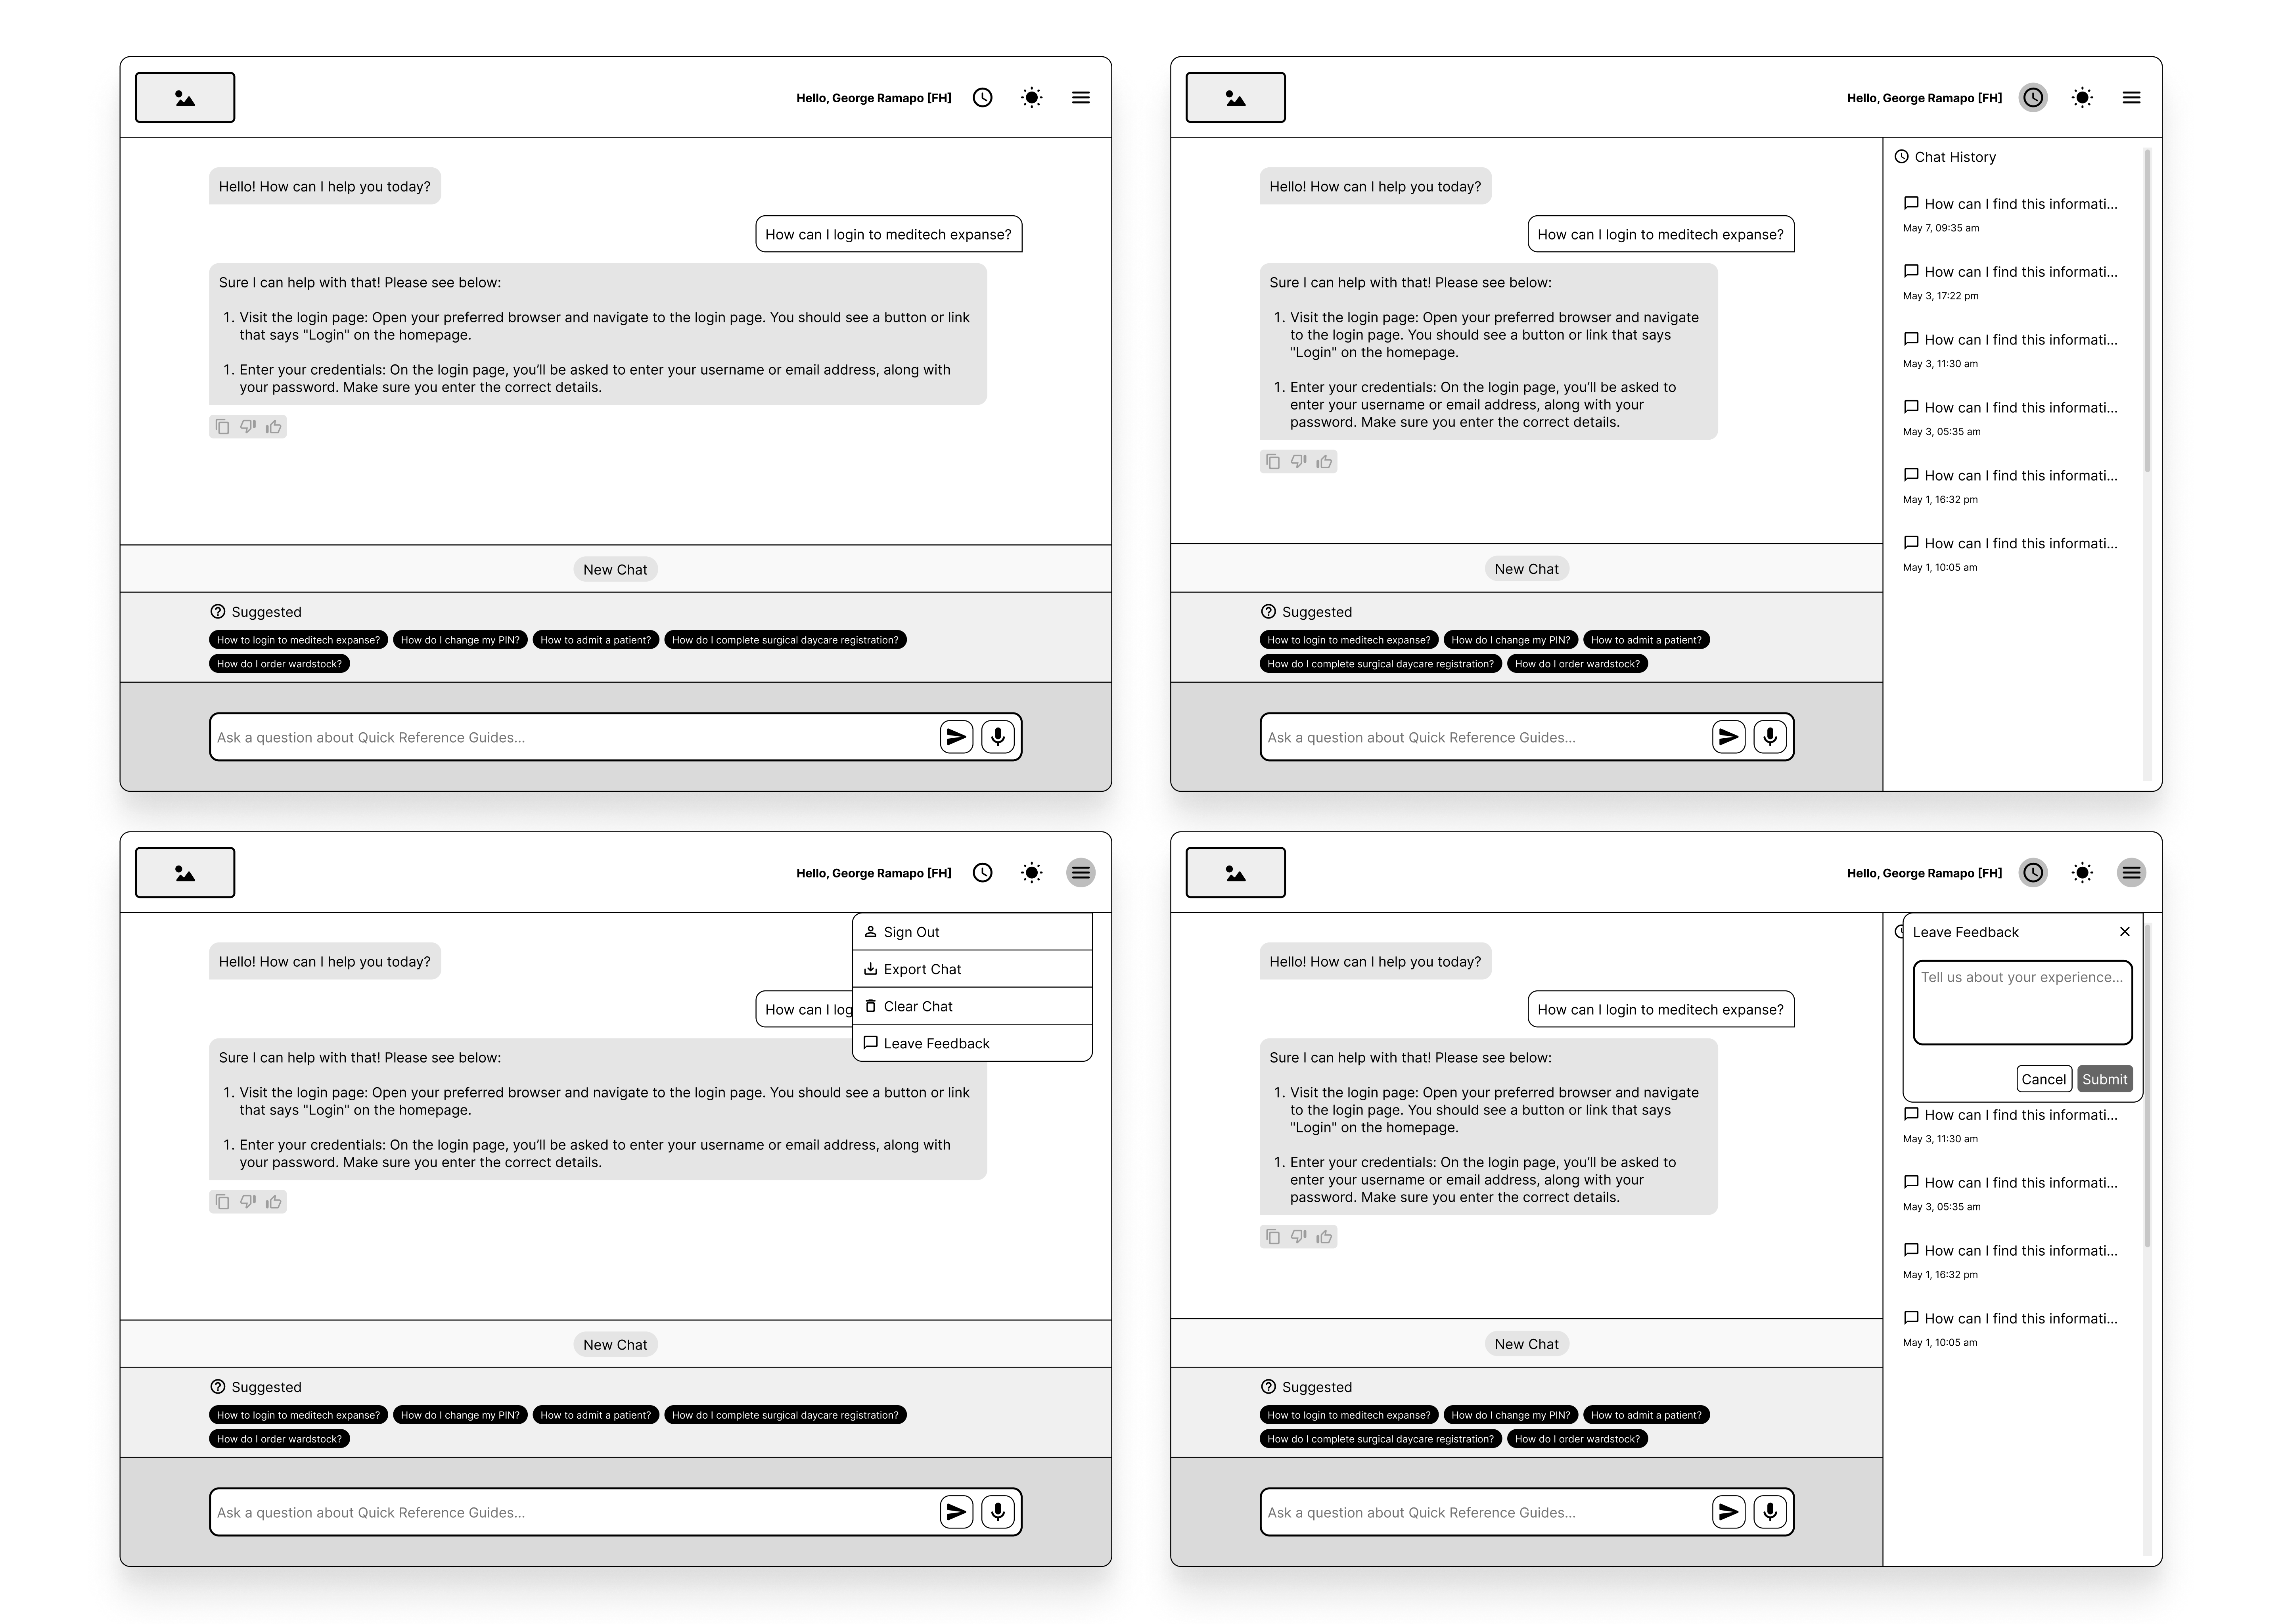 Hello, George Ramapo [FH]
Hello! How can I help you today?
How can I login to meditech expanse?
Sure I can help with that! Please see below:
1. Visit the login page: Open your preferred browser and navigate to the login page. You should see a button or link
that says "Login" on the homepage.
1. Enter your credentials: On the login page, you’ll be asked to enter your username or email address, along with
your password. Make sure you enter the correct details.
New Chat
Suggested
How to login to meditech expanse? How do I change my PIN? How to admit a patient? How do I complete surgical daycare registration?
How do I order wardstock?
Ask a question about Quick Reference Guides...
Hello, George Ramapo [FH]
Hello! How can I help you today?
How can I login to meditech expanse?
Sure I can help with that! Please see below:
1. Visit the login page: Open your preferred browser and navigate
to the login page. You should see a button or link that says
"Login" on the homepage.
1. Enter your credentials: On the login page, you’ll be asked to
enter your username or email address, along with your
password. Make sure you enter the correct details.
New Chat
Suggested
How to login to meditech expanse? How do I change my PIN? How to admit a patient?
How do I complete surgical daycare registration? How do I order wardstock?
Ask a question about Quick Reference Guides...
Chat History
How can I find this informati...
May 7, 09:35 am
How can I find this informati...
May 3, 17:22 pm
How can I find this informati...
May 3, 11:30 am
How can I find this informati...
May 3, 05:35 am
How can I find this informati...
May 1, 16:32 pm
How can I find this informati...
May 1, 10:05 am
Hello, George Ramapo [FH]
Sign Out
Export Chat
Clear Chat
Leave Feedback
Hello! How can I help you today?
How can I log
Sure I can help with that! Please see below:
1. Visit the login page: Open your preferred browser and navigate to the login page. You should see a button or link
that says "Login" on the homepage.
1. Enter your credentials: On the login page, you’ll be asked to enter your username or email address, along with
your password. Make sure you enter the correct details.
New Chat
Suggested
How to login to meditech expanse? How do I change my PIN? How to admit a patient? How do I complete surgical daycare registration?
How do I order wardstock?
Ask a question about Quick Reference Guides...
Hello, George Ramapo [FH]
Hello! How can I help you today?
How can I login to meditech expanse?
Sure I can help with that! Please see below:
1. Visit the login page: Open your preferred browser and navigate
to the login page. You should see a button or link that says
"Login" on the homepage.
1. Enter your credentials: On the login page, you’ll be asked to
enter your username or email address, along with your
password. Make sure you enter the correct details.
New Chat
Suggested
How to login to meditech expanse? How do I change my PIN? How to admit a patient?
How do I complete surgical daycare registration? How do I order wardstock?
Ask a question about Quick Reference Guides...
Leave Feedback
Tell us about your experience...
Cancel Submit
How can I find this informati...
May 3, 11:30 am
How can I find this informati...
May 3, 05:35 am
How can I find this informati...
May 1, 16:32 pm
How can I find this informati...
May 1, 10:05 am